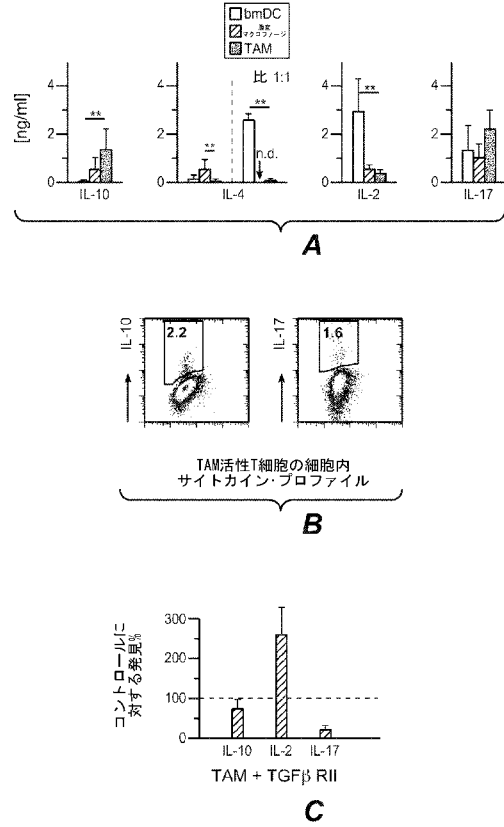 bmDC
腹腔
マクロファージ
TAM
比 1:1
[ng/ml]
4
2
0
**
IL-10
4
2
0
**
**
n.d.
IL-4
4
2
0
**
IL-2
4
2
0
IL-17
A
IL-10
2.2
IL-17
1.6
TAM活性T細胞の細胞内
サイトカイン・プロファイル
B
コントロールに
対する発見%
300
200
100
0
IL-10
IL-2
IL-17
TAM + TGFβ RII
C